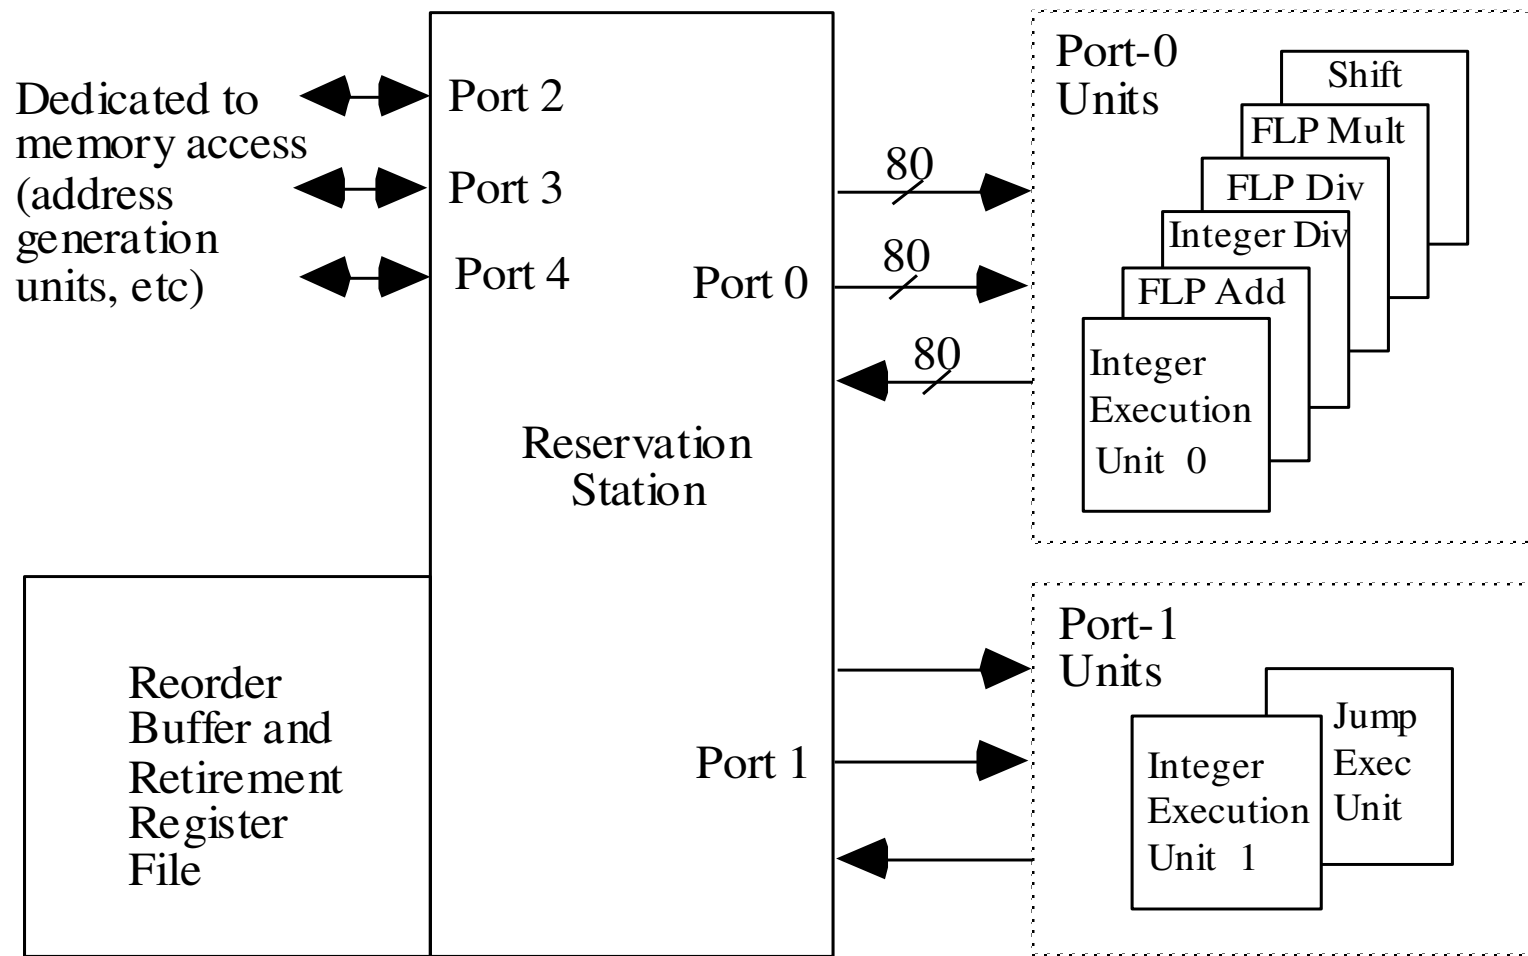 Dedicated to
memory access
(address
generation
units, etc)
Port 2
Port 3
Port 4
Port 0
80
80
80
Reservation
Station
Port 1
Reorder
Buffer and
Retirement
Register
File
Port-0
Units
Shift
FLP Mult
FLP Div
Integer Div
FLP Add
Integer
Execution
Unit 0
Port-1
Units
Jump
Exec
Unit
Integer
Execution
Unit 1